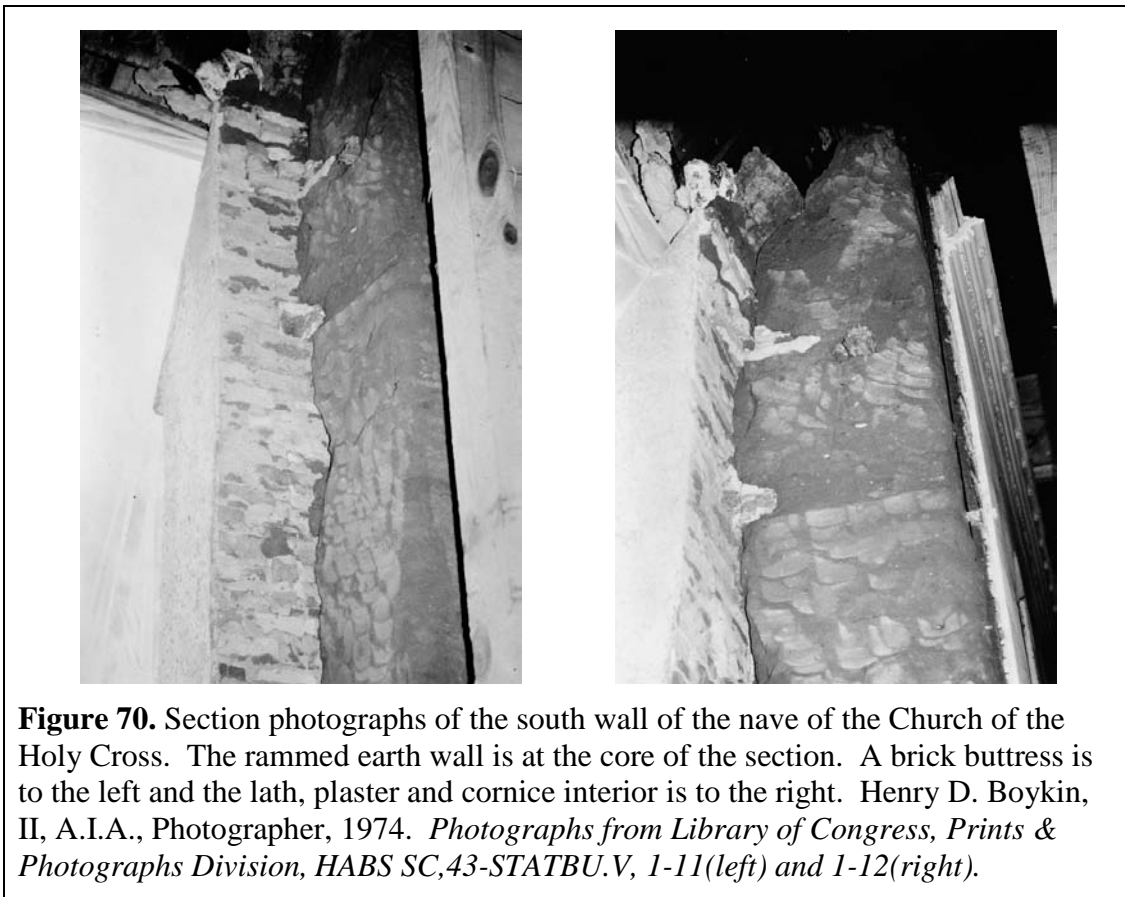 Figure 70. Section photographs of the south wall of the nave of the Church of the
Holy Cross. The rammed earth wall is at the core of the section. A brick buttress is
to the left and the lath, plaster and cornice interior is to the right. Henry D. Boykin,
II, A.I.A., Photographer, 1974. Photographs from Library of Congress, Prints &
Photographs Division, HABS SC,43-STATBU.V, 1-11(left) and 1-12(right).